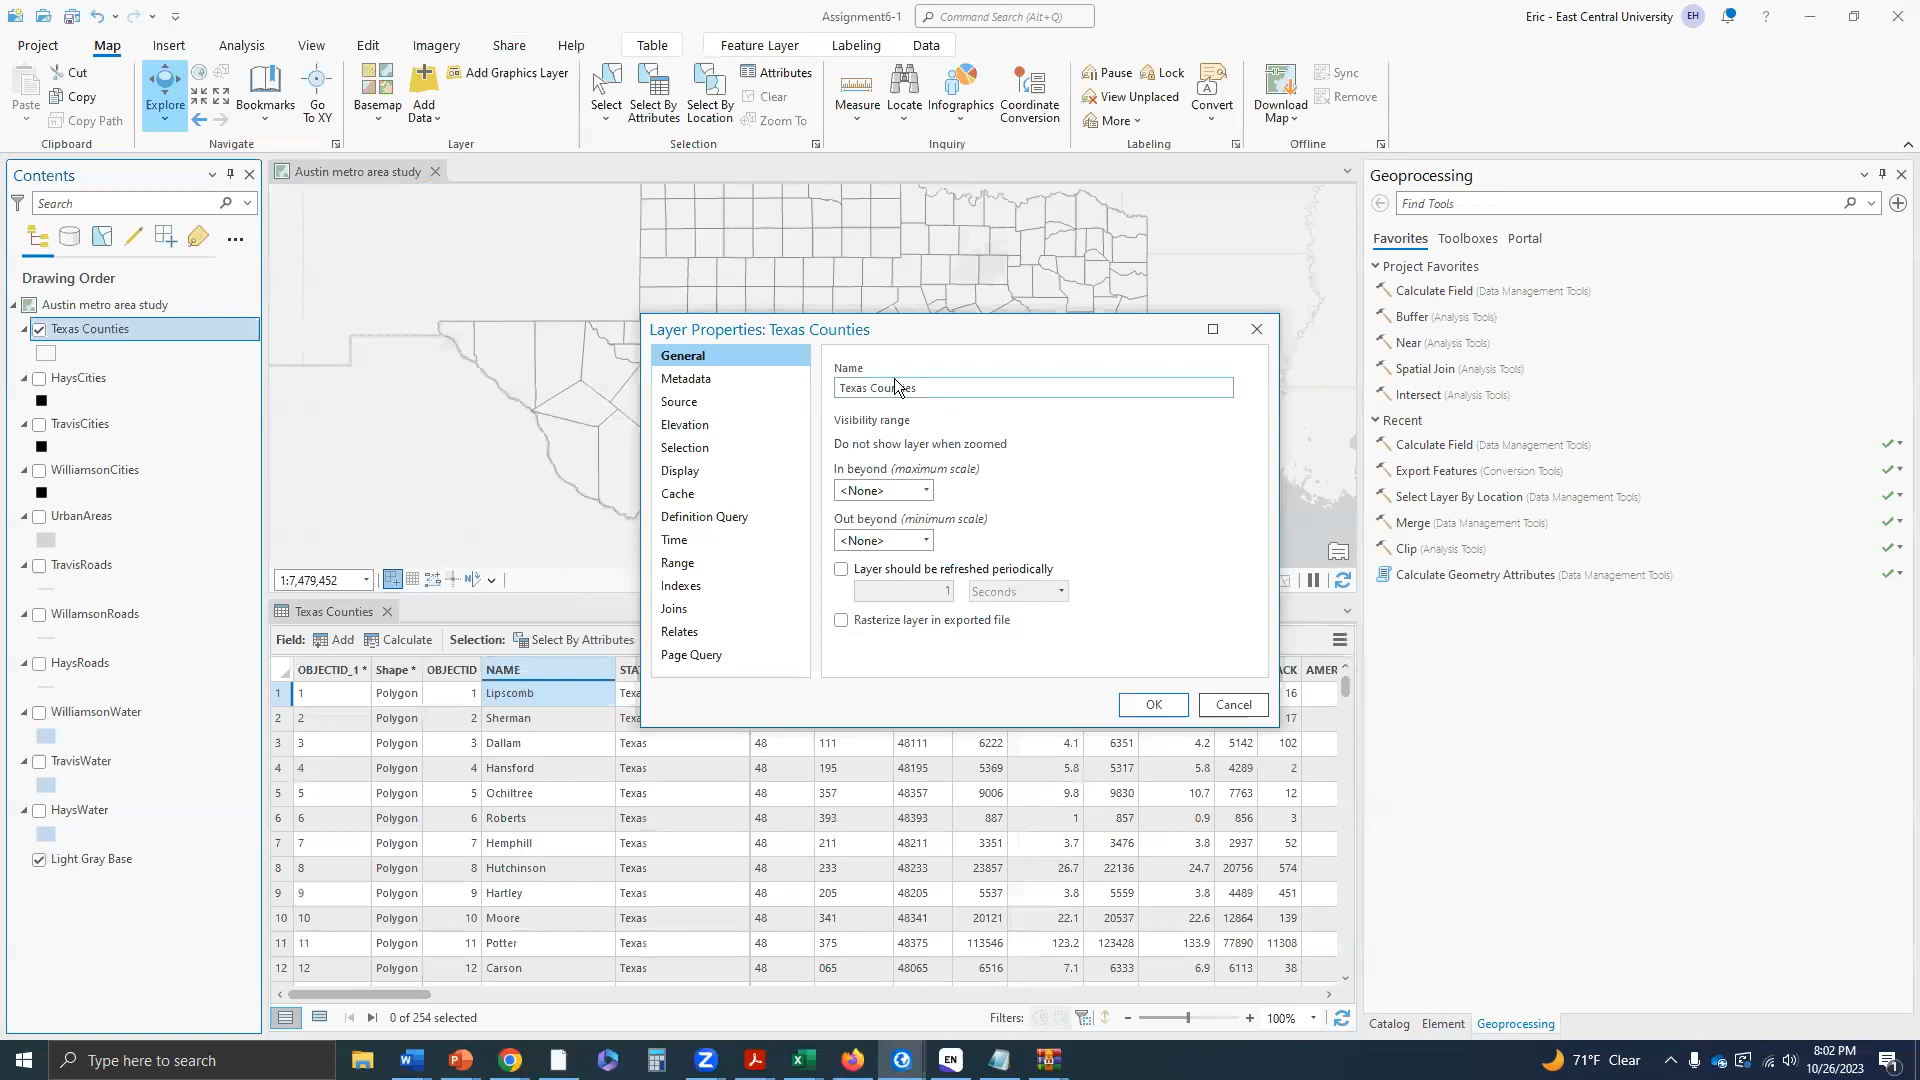 Assignment6-1
Command Search (Alt+Q)
Eric - East Central University
EH
?
Project
Map
Insert
Analysis
View
Edit
Imagery
Share
Help
Table
Feature Layer
Labeling
Data
Paste
Cut
Copy
Copy Path
Clipboard
Explore
Bookmarks
Go To XY
Navigate
Basemap
Add Data
Add Graphics Layer
Layer
Select
Select By Attributes
Select By Location
Attributes
Clear
Zoom To
Selection
Measure
Locate
Infographics
Coordinate Conversion
Inquiry
Pause
Lock
View Unplaced
More
Convert
Labeling
Download Map
Sync
Remove
Offline
Contents
Search
Drawing Order
Austin metro area study
Texas Counties
HaysCities
TravisCities
WilliamsonCities
UrbanAreas
TravisRoads
WillamsonRoads
HaysRoads
WilliamsonWater
TravisWater
HaysWater
Light Gray Base
Austin metro area study
1:7,479,452
Layer Properties: Texas Counties
General
Metadata
Source
Elevation
Selection
Display
Cache
Definition Query
Time
Range
Indexes
Joins
Relates
Page Query
Name
Texas Counties
Visibility range
Do not show layer when zoomed
In beyond (maximum scale)
<None>
Out beyond (minimum scale)
<None>
Layer should be refreshed periodically
1 Seconds
Rasterize layer in exported file
OK
Cancel
Texas Counties
Field: Add Calculate Selection: Select By Attributes
OBJECTID_1 * Shape * OBJECTID NAME STA ACK AMER
1 1 Polygon 1 Lipscomb Texa 16
2 2 Polygon 2 Sherman Texa 17
3 3 Polygon 3 Dallam Texas 48 111 48111 6222 4.1 6351 4.2 5142 102
4 4 Polygon 4 Hansford Texas 48 195 48195 5369 5.8 5317 5.8 4289 2
5 5 Polygon 5 Ochiltree Texas 48 357 48357 9006 9.8 9830 10.7 7763 12
6 6 Polygon 6 Roberts Texas 48 393 48393 887 1 857 0.9 856 3
7 7 Polygon 7 Hemphill Texas 48 211 48211 3351 3.7 3476 3.8 2937 52
8 8 Polygon 8 Hutchinson Texas 48 233 48233 23857 26.7 22136 24.7 20756 574
9 9 Polygon 9 Hartley Texas 48 205 48205 5537 3.8 5559 3.8 4489 451
10 10 Polygon 10 Moore Texas 48 341 48341 20121 22.1 20537 22.6 12864 139
11 11 Polygon 11 Potter Texas 48 375 48375 113546 123.2 123428 133.9 77890 11308
12 12 Polygon 12 Carson Texas 48 065 48065 6516 7.1 6333 6.9 6113 38
0 of 254 selected
Filters:
100%
Geoprocessing
Find Tools
Favorites
Toolboxes
Portal
Project Favorites
Calculate Field (Data Management Tools)
Buffer (Analysis Tools)
Near (Analysis Tools)
Spatial Join (Analysis Tools)
Intersect (Analysis Tools)
Recent
Calculate Field (Data Management Tools)
Export Features (Conversion Tools)
Select Layer By Location (Data Management Tools)
Merge (Data Management Tools)
Clip (Analysis Tools)
Calculate Geometry Attributes (Data Management Tools)
Catalog
Element
Geoprocessing
Type here to search
EN
71°F Clear
8:02 PM
10/26/2023
1